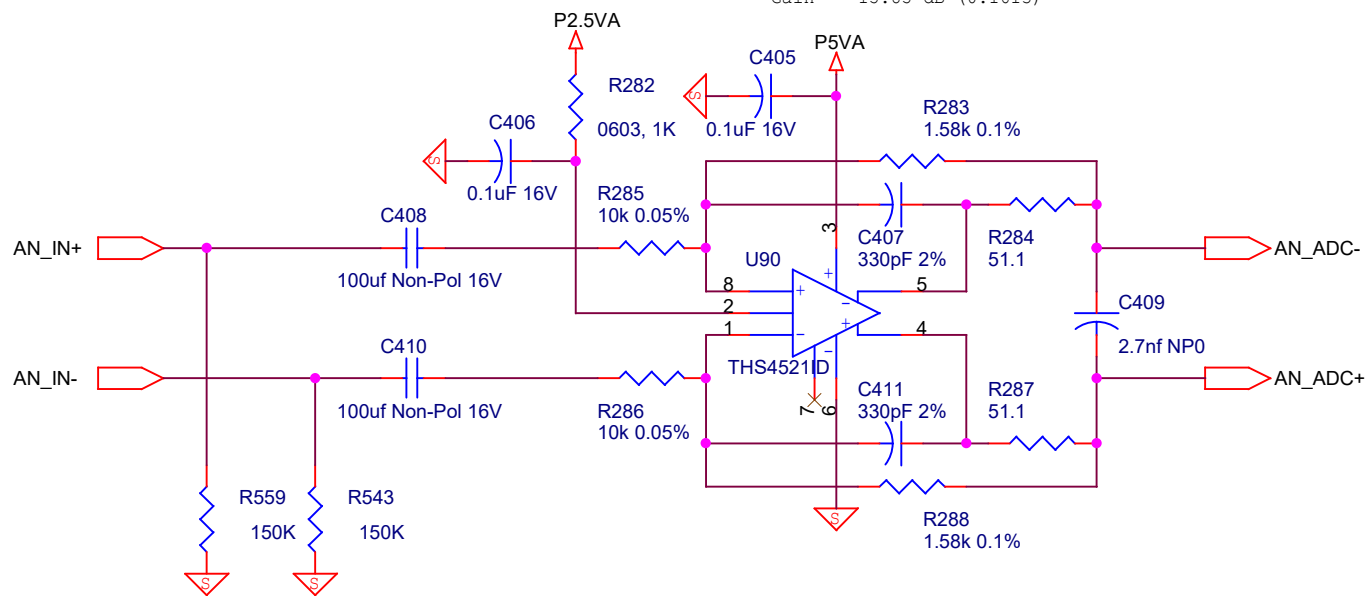 P2.5VA
P5VA
C405
R282
R283
1.58k 0.1%
0603, 1K
C406
0.1uF 16V
0.1uF 16V
R285
10k 0.05%
C408
3
AN_IN+
C407
R284
AN_ADC-
U90
330pF 2%
51.1
100uf Non-Pol 16V
8
5
2
C409
1
4
C410
2.7nf NP0
THS4521ID
AN_IN-
AN_ADC+
C411
R287
100uf Non-Pol 16V
330pF 2%
51.1
R286
7
6
10k 0.05%
R559
R543
150K
150K
R288
1.58k 0.1%